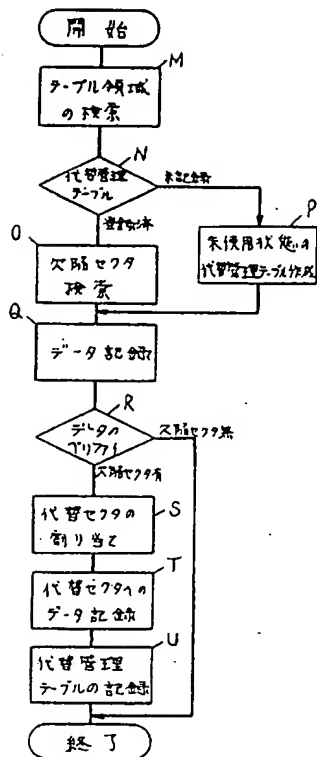 開始
M
テーブル領域
の検索
N
代替管理
テーブル
未記録
P
未使用状態の
代替管理テーブル作成
O
欠陥セクタ
検索
Q
データ記録
R
データの
ベリファイ
欠陥セクタ無
欠陥セクタ有
S
代替セクタの
割り当て
T
代替セクタへの
データ記録
U
代替管理
テーブルの記録
終了